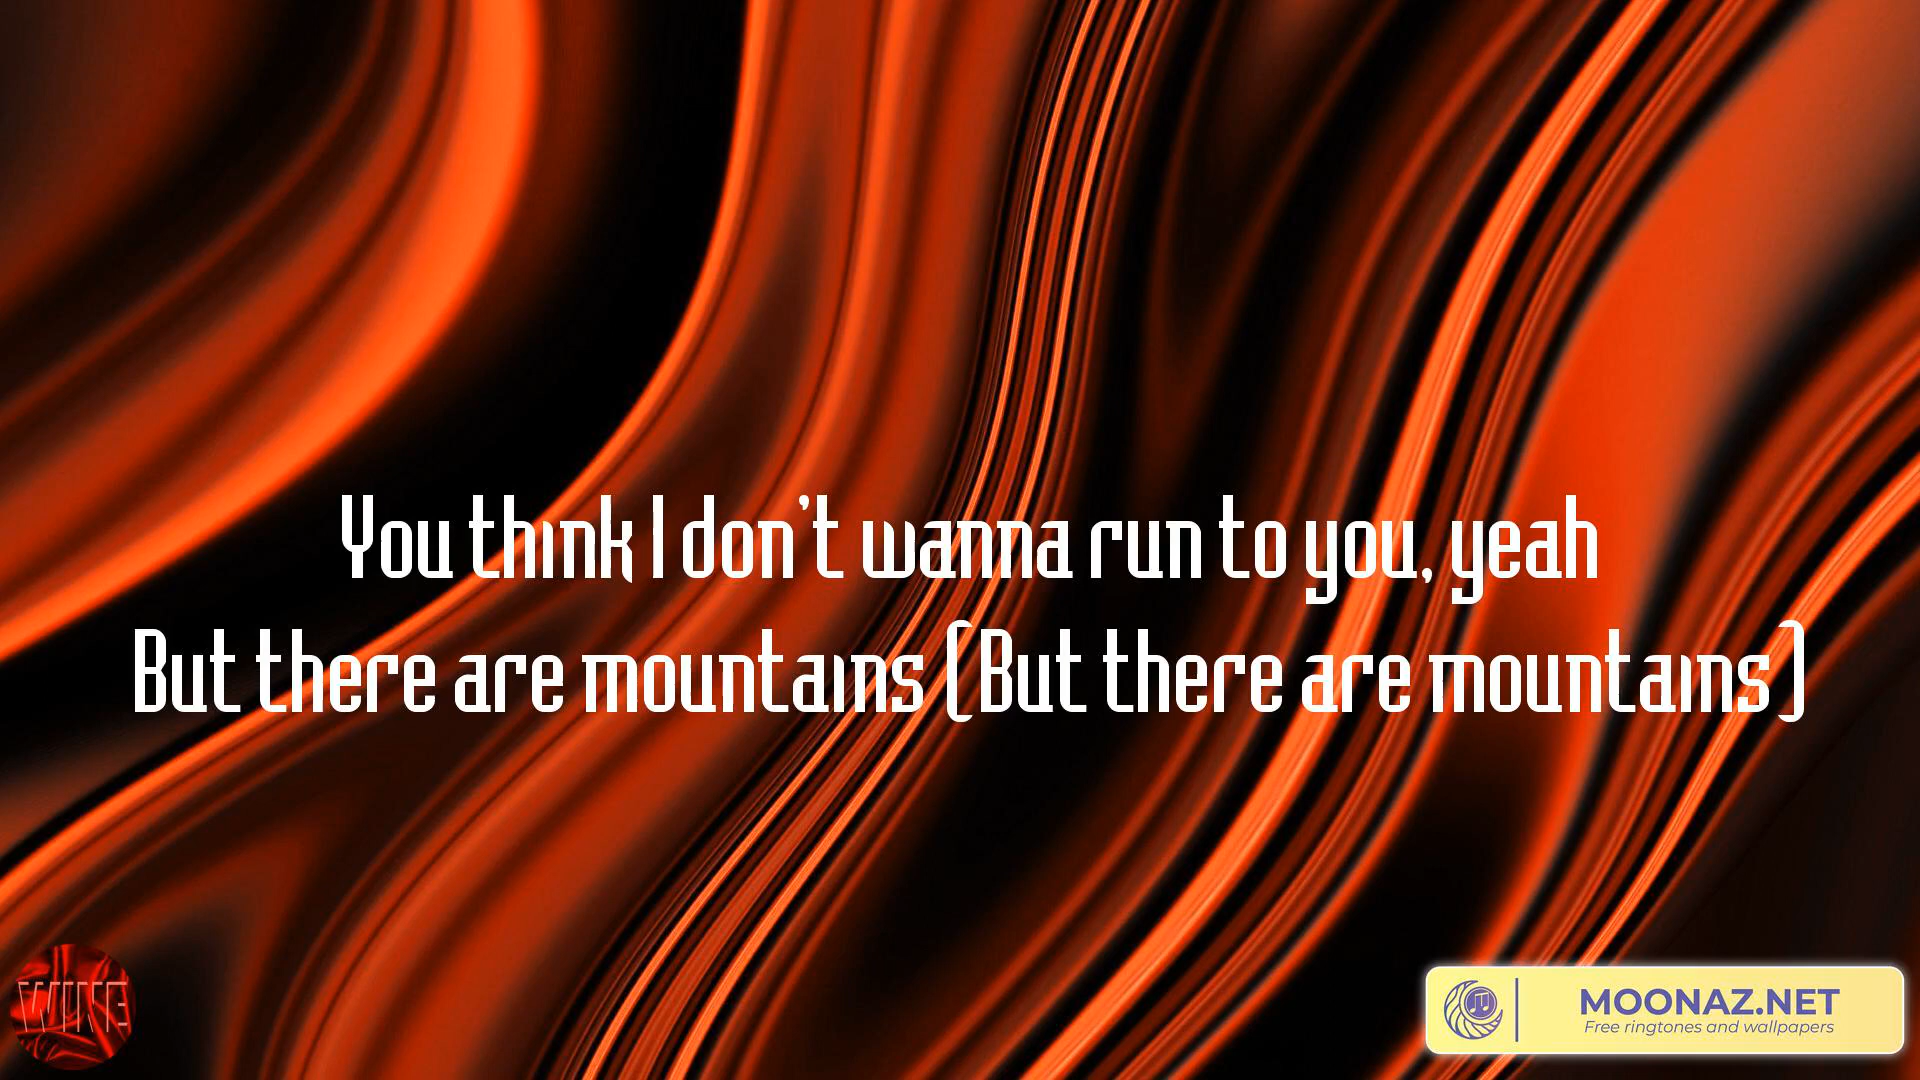 You think I don't wanna run to you, yeah
But there are mountains (But there are mountains)
WINE
MOONAZ.NET
Free ringtones and wallpapers